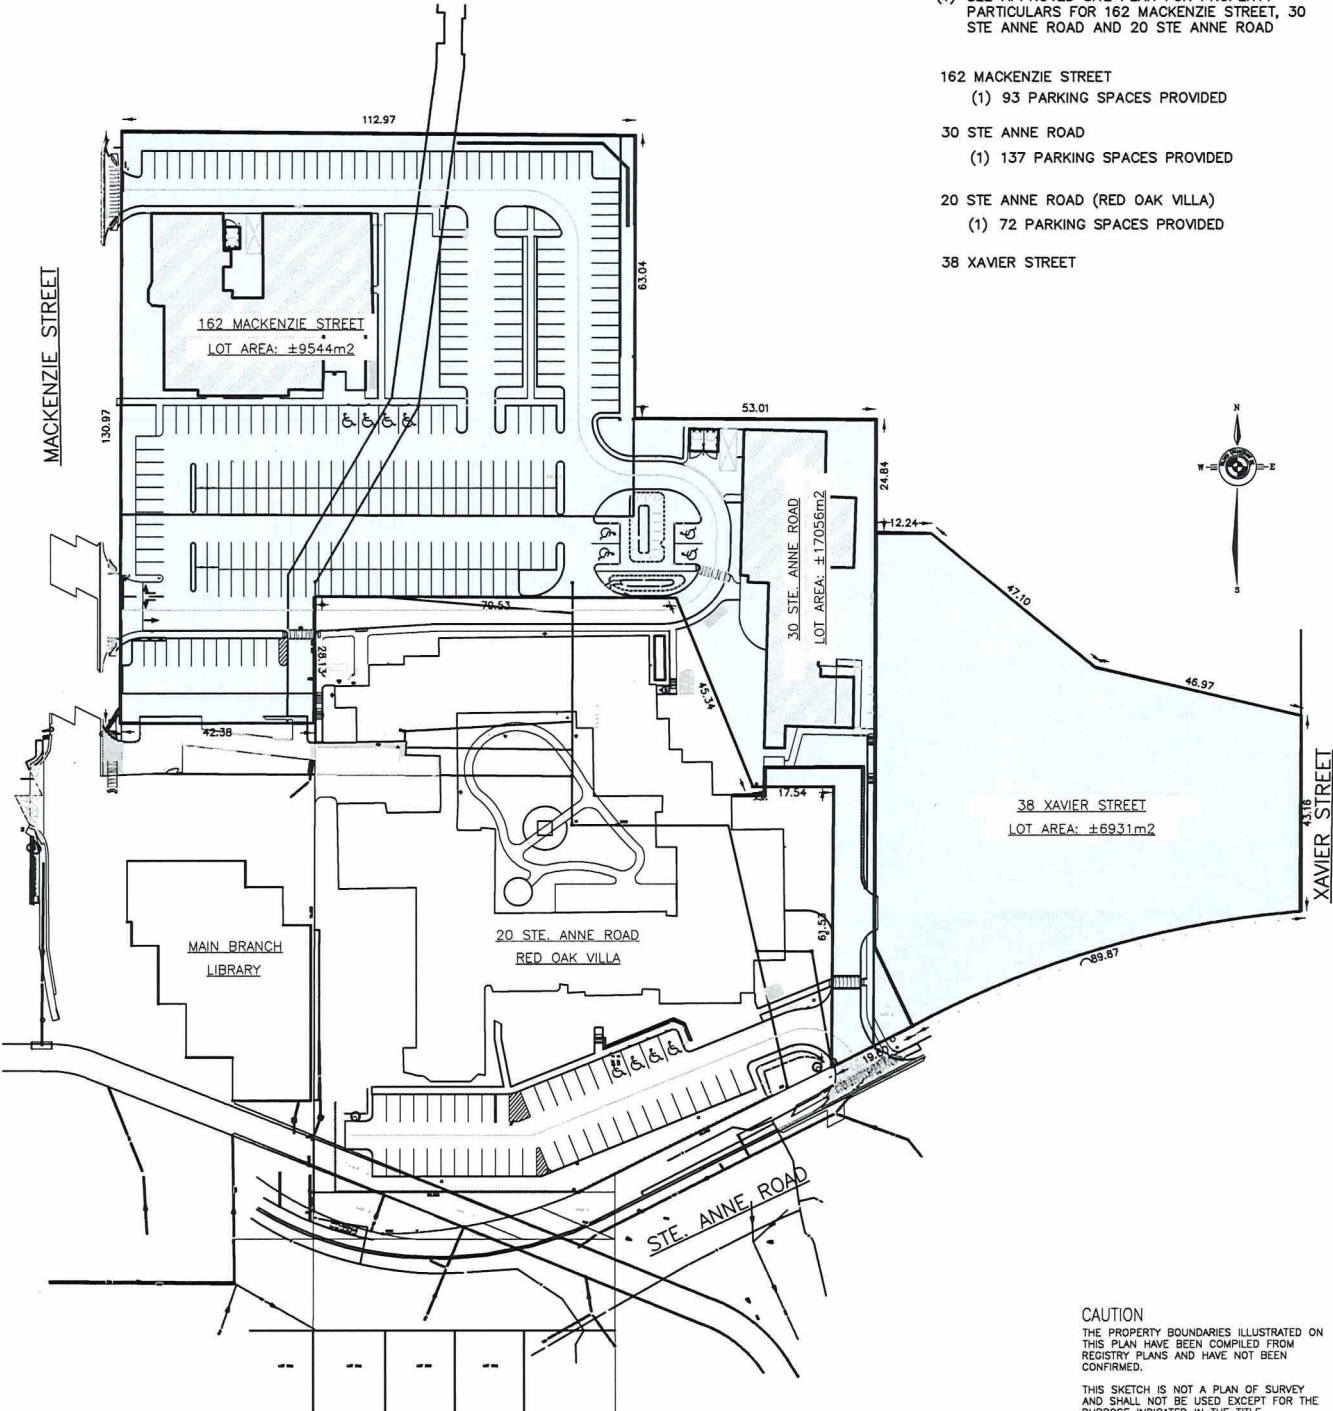 PARTICULARS FOR 162 MACKENZIE STREET, 30
STE ANNE ROAD AND 20 STE ANNE ROAD
162 MACKENZIE STREET
(1) 93 PARKING SPACES PROVIDED
30 STE ANNE ROAD
(1) 137 PARKING SPACES PROVIDED
20 STE ANNE ROAD (RED OAK VILLA)
(1) 72 PARKING SPACES PROVIDED
38 XAVIER STREET
112.97
63.04
MACKENZIE STREET
162 MACKENZIE STREET
LOT AREA: ±9544m2
130.97
53.01
24.84
N
W
E
S
12.24
47.10
30 STE. ANNE ROAD
LOT AREA: ±17056m2
70.53
28.13
45.34
46.97
42.38
17.54
38 XAVIER STREET
LOT AREA: ±6931m2
43.16
XAVIER STREET
MAIN BRANCH
LIBRARY
20 STE. ANNE ROAD
RED OAK VILLA
61.53
89.87
STE. ANNE ROAD
CAUTION
THE PROPERTY BOUNDARIES ILLUSTRATED ON
THIS PLAN HAVE BEEN COMPILED FROM
REGISTRY PLANS AND HAVE NOT BEEN
CONFIRMED.
THIS SKETCH IS NOT A PLAN OF SURVEY
AND SHALL NOT BE USED EXCEPT FOR THE
PURPOSE INDICATED IN THE TITLE